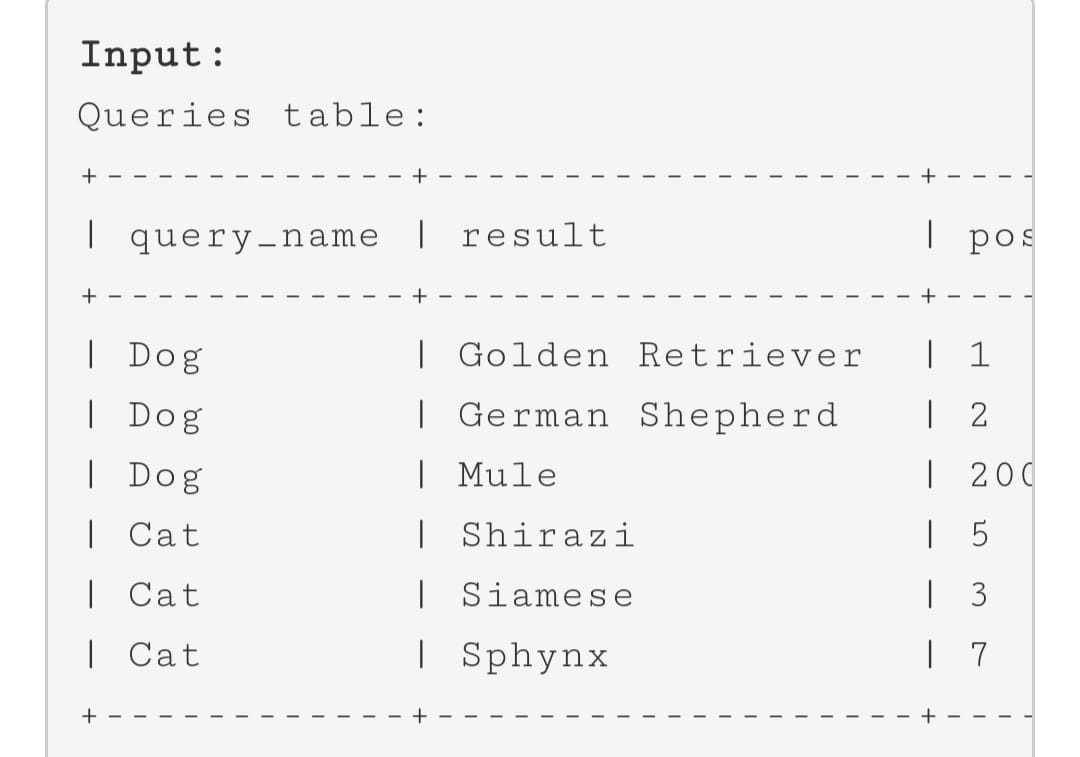 Input:
Queries table:
+-------------+-------------------+----
| query_name | result | pos
+-------------+-------------------+----
| Dog | Golden Retriever | 1
| Dog | German Shepherd | 2
| Dog | Mule | 200
| Cat | Shirazi | 5
| Cat | Siamese | 3
| Cat | Sphynx | 7
+-------------+-------------------+----